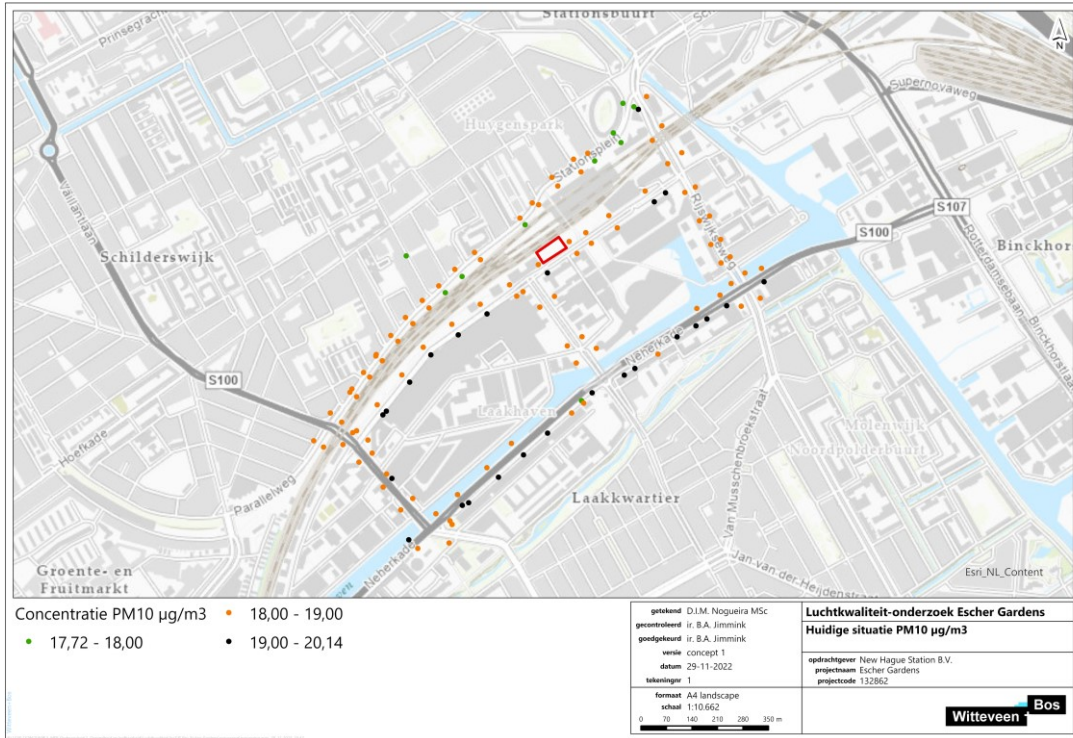 Stationsbuurt
Prinsegracht
Supernovaweg
Huygenspark
Stationsplein
Rijswijkseweg
Vaillantlaan
S107
S100
Schilderswijk
Binckhorst
Rotterdamsebaan
Binckhorstlaan
Neherkade
S100
Laakhaven
Molenwijk
Noordpolderbuurt
Hoefkade
Parallelweg
Laakkwartier
Van Musschenbroekstraat
Jan van der Heijdenstraat
Neherkade
Groente- en
Fruitmarkt
Esri_NL_Content
N
Concentratie PM10 µg/m3
17,72 - 18,00
18,00 - 19,00
19,00 - 20,14
getekend D.I.M. Nogueira MSc
gecontroleerd ir. B.A. Jimmink
goedgekeurd ir. B.A. Jimmink
versie concept 1
datum 29-11-2022
tekeningnr 1
formaat A4 landscape
schaal 1:10.662
0 70 140 210 280 350 m
Luchtkwaliteit-onderzoek Escher Gardens
Huidige situatie PM10 µg/m3
opdrachtgever New Hague Station B.V.
projectnaam Escher Gardens
projectcode 132862
Witteveen + Bos
Witteveen+Bos